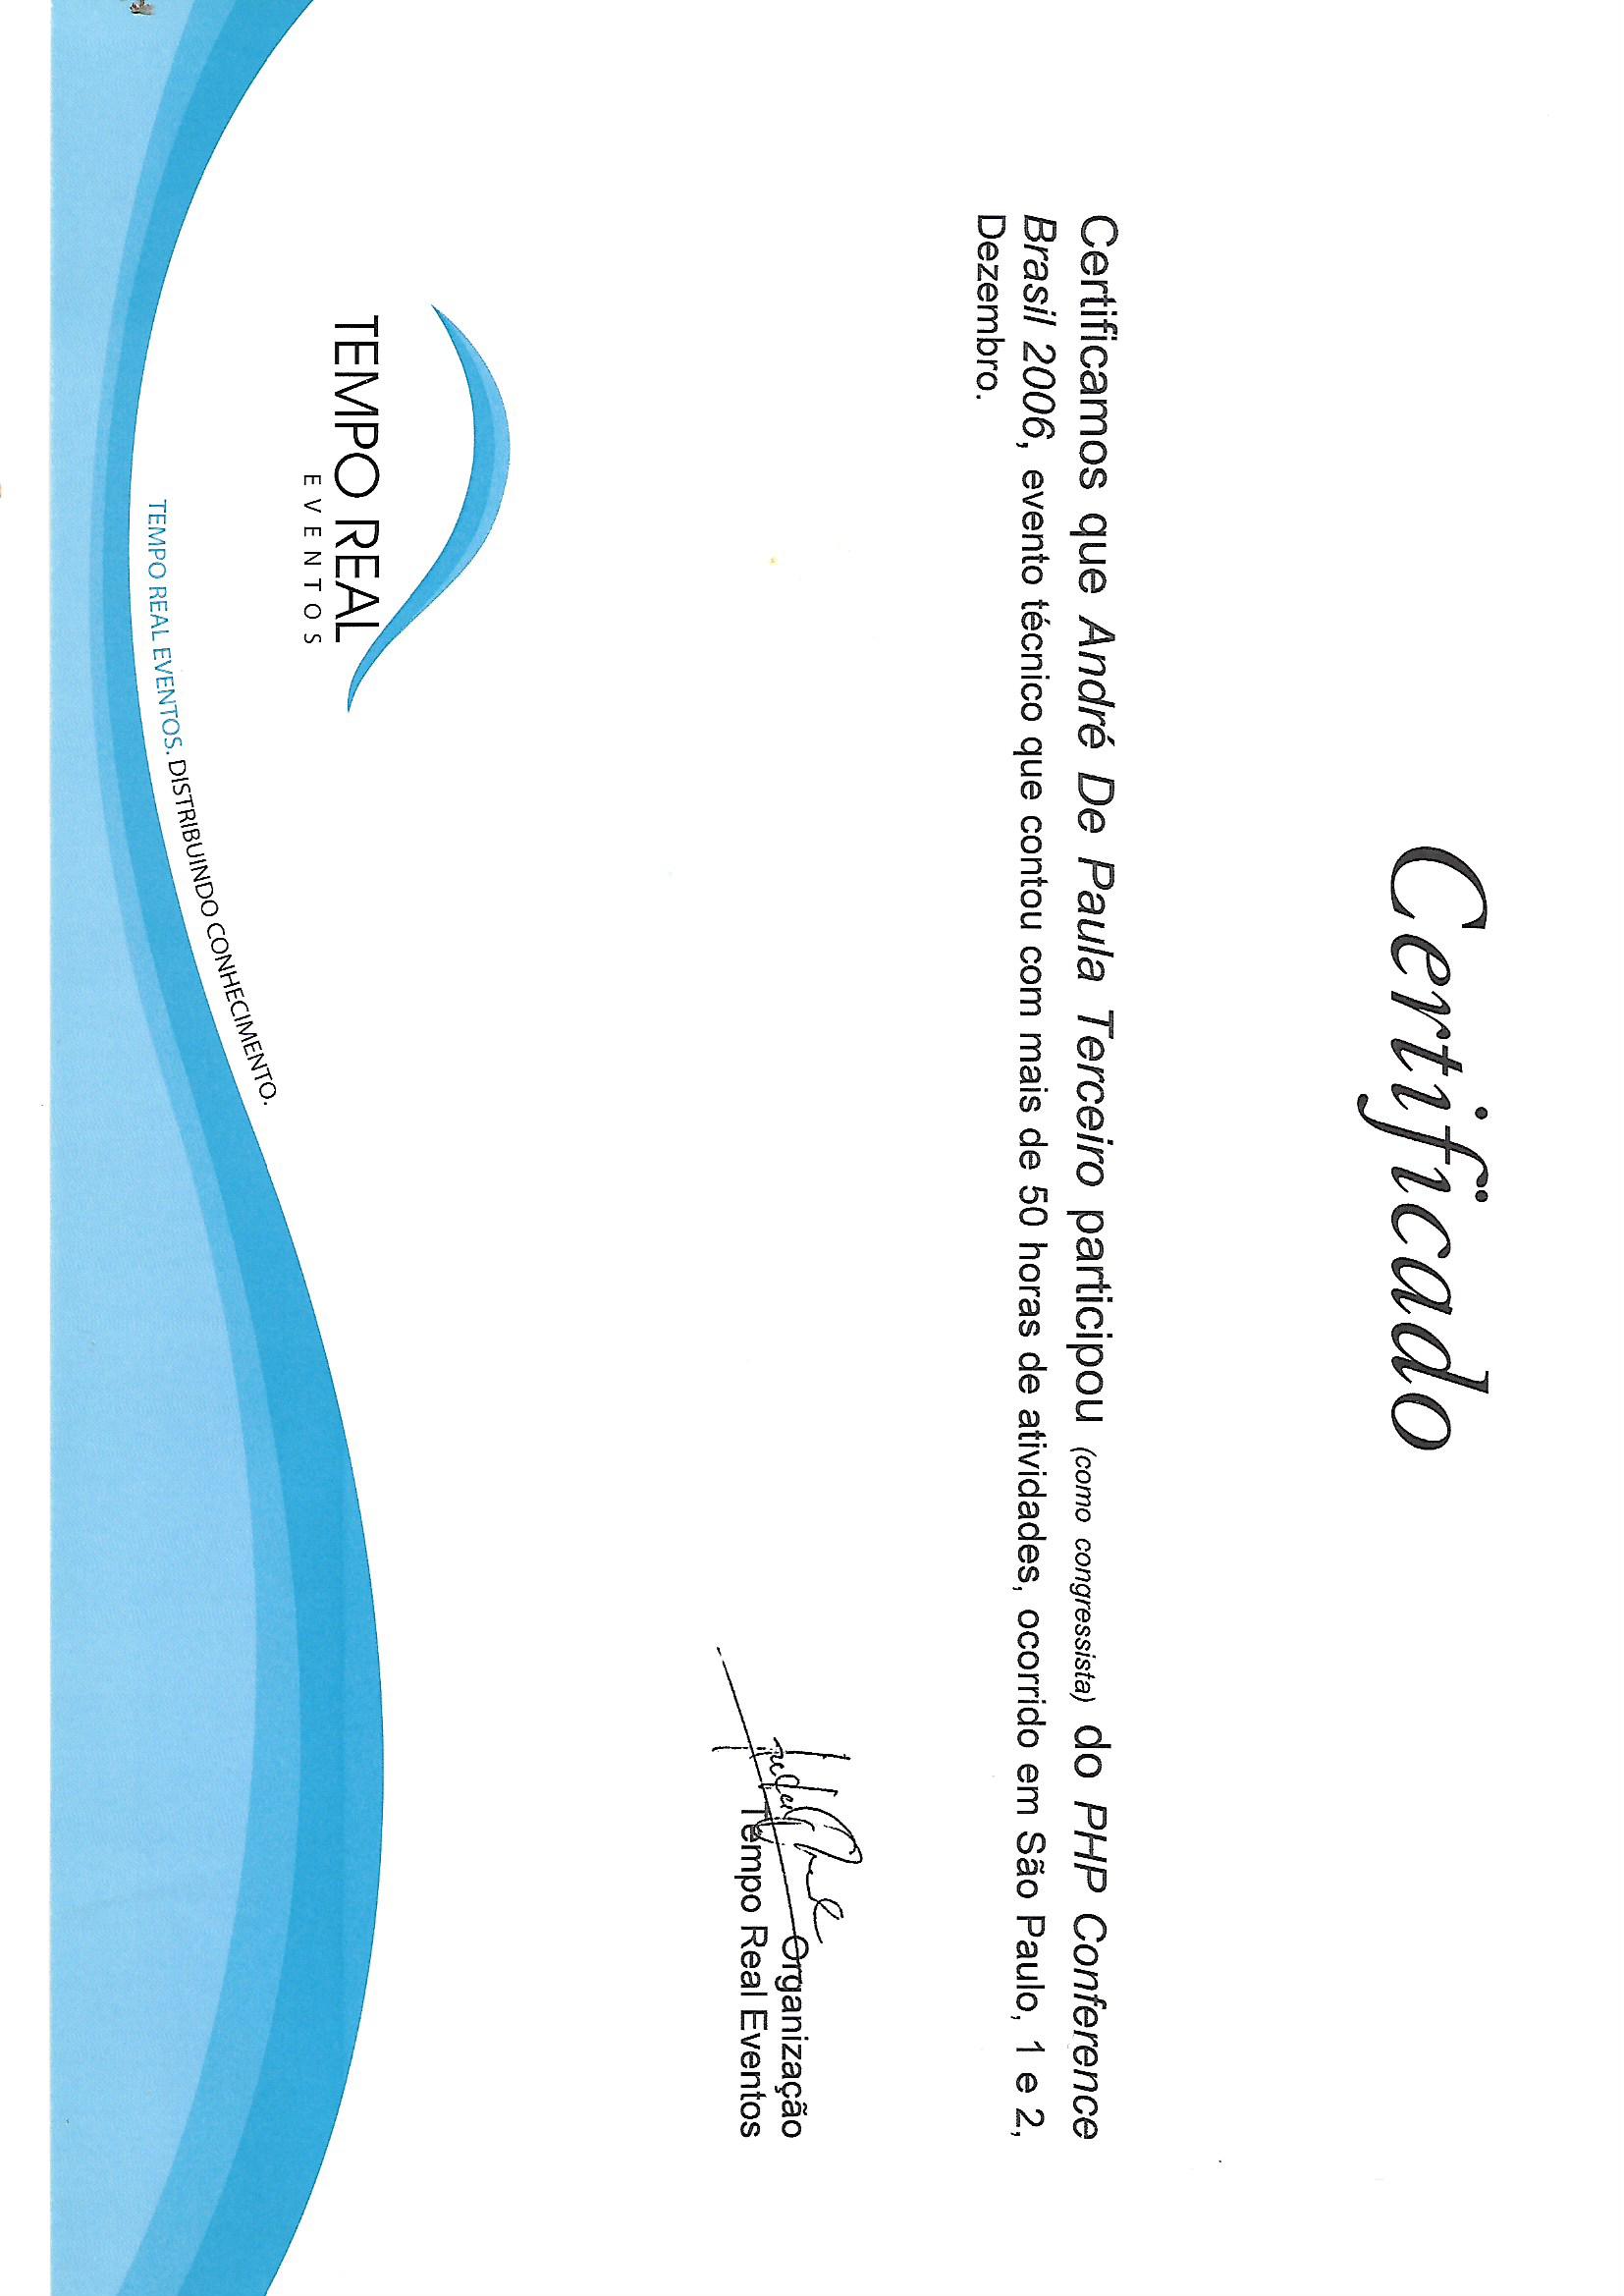 Certificado
Certificamos que André De Paula Terceiro participou (como congressista) do PHP Conference
Brasil 2006, evento técnico que contou com mais de 50 horas de atividades, ocorrido em São Paulo, 1 e 2,
Dezembro.
Organização
Tempo Real Eventos
TEMPO REAL
EVENTOS
TEMPO REAL EVENTOS. DISTRIBUINDO CONHECIMENTO.